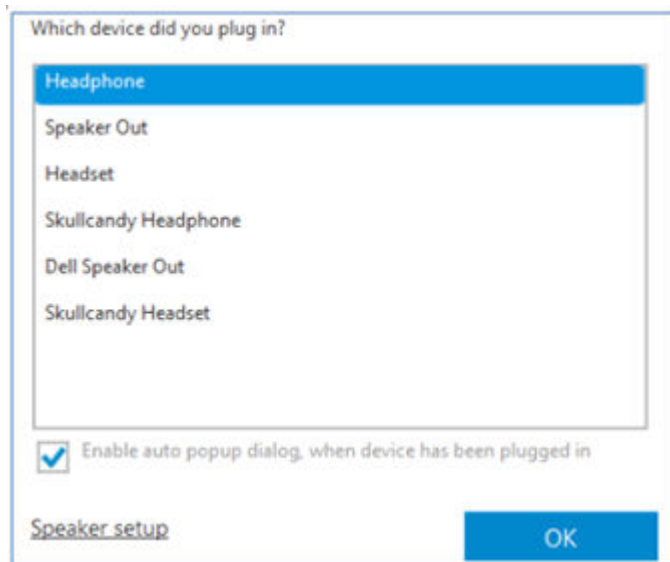 Which device did you plug in?
Headphone
Speaker Out
Headset
Skullcandy Headphone
Dell Speaker Out
Skullcandy Headset
Enable auto popup dialog, when device has been plugged in
Speaker setup
OK